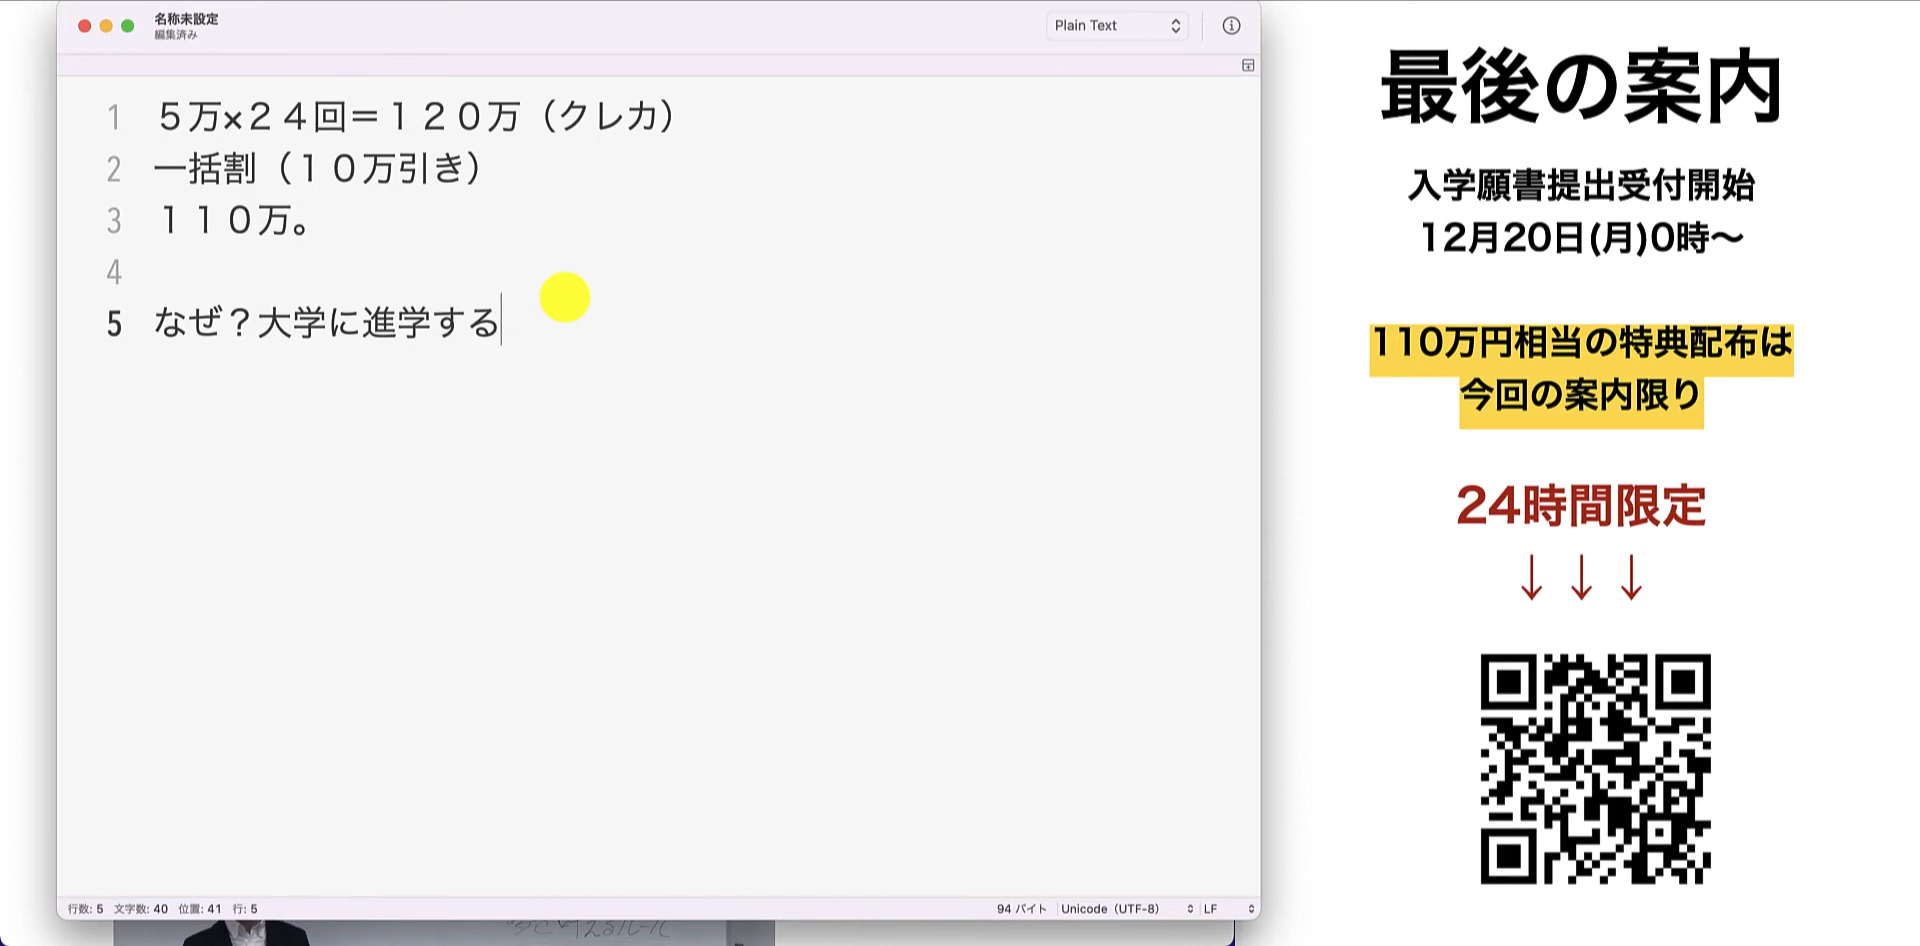 名称未設定
編集済み
Plain Text
1 5万×24回=120万(クレカ)
2 一括割(10万引き)
3 110万。
4
5 なぜ?大学に進学する
行数: 5 文字数: 40 位置: 41 行: 5
94 バイト Unicode (UTF-8) LF
最後の案内
入学願書提出受付開始
12月20日(月)0時〜
110万円相当の特典配布は
今回の案内限り
24時間限定
↓ ↓ ↓